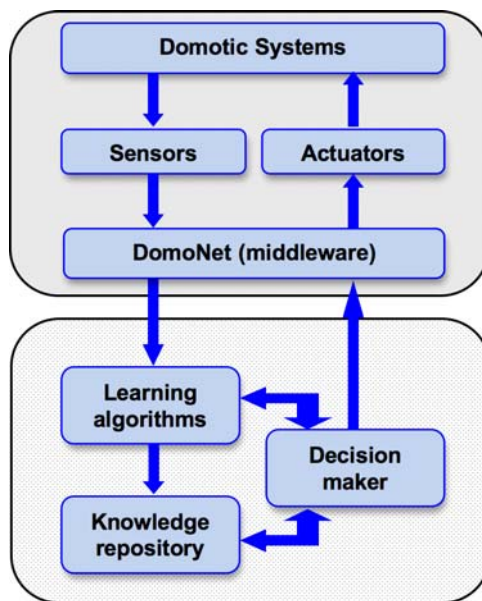 Domotic Systems
Sensors
Actuators
DomoNet (middleware)
Learning
algorithms
Decision
maker
Knowledge
repository